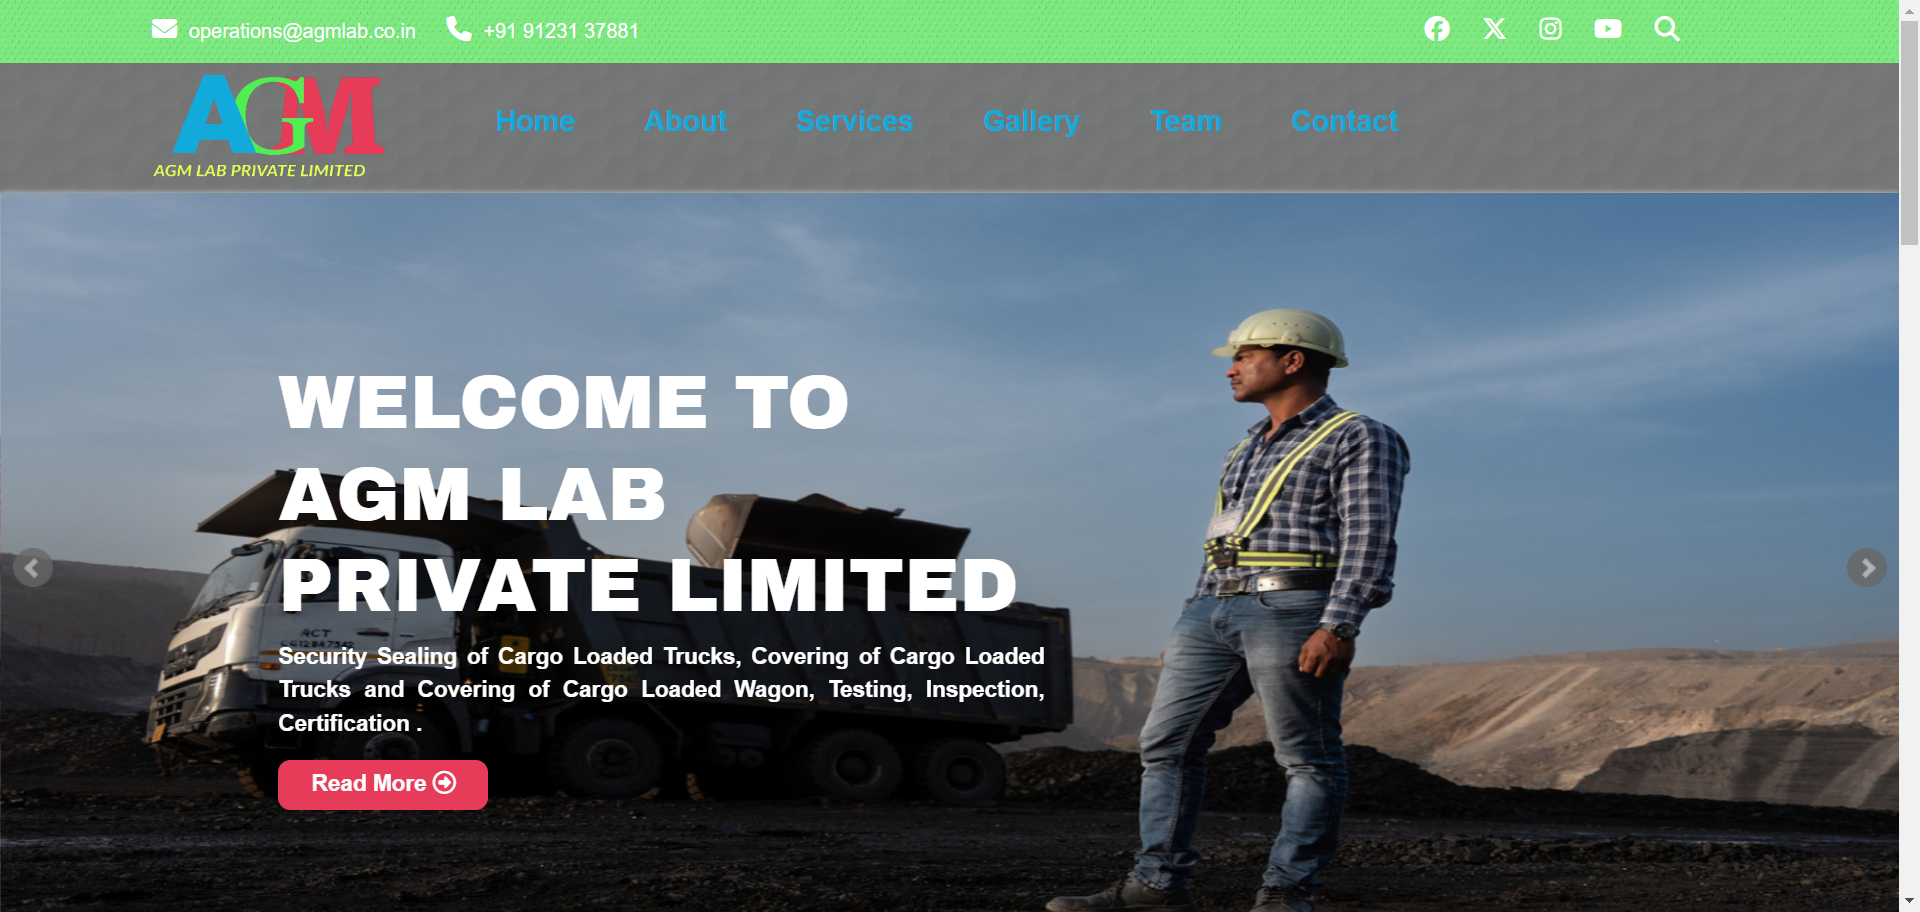 operations@agmlab.co.in +91 91231 37881
AGM
AGM LAB PRIVATE LIMITED
Home About Services Gallery Team Contact
WELCOME TO
AGM LAB
PRIVATE LIMITED
Security Sealing of Cargo Loaded Trucks, Covering of Cargo Loaded
Trucks and Covering of Cargo Loaded Wagon, Testing, Inspection,
Certification .
Read More